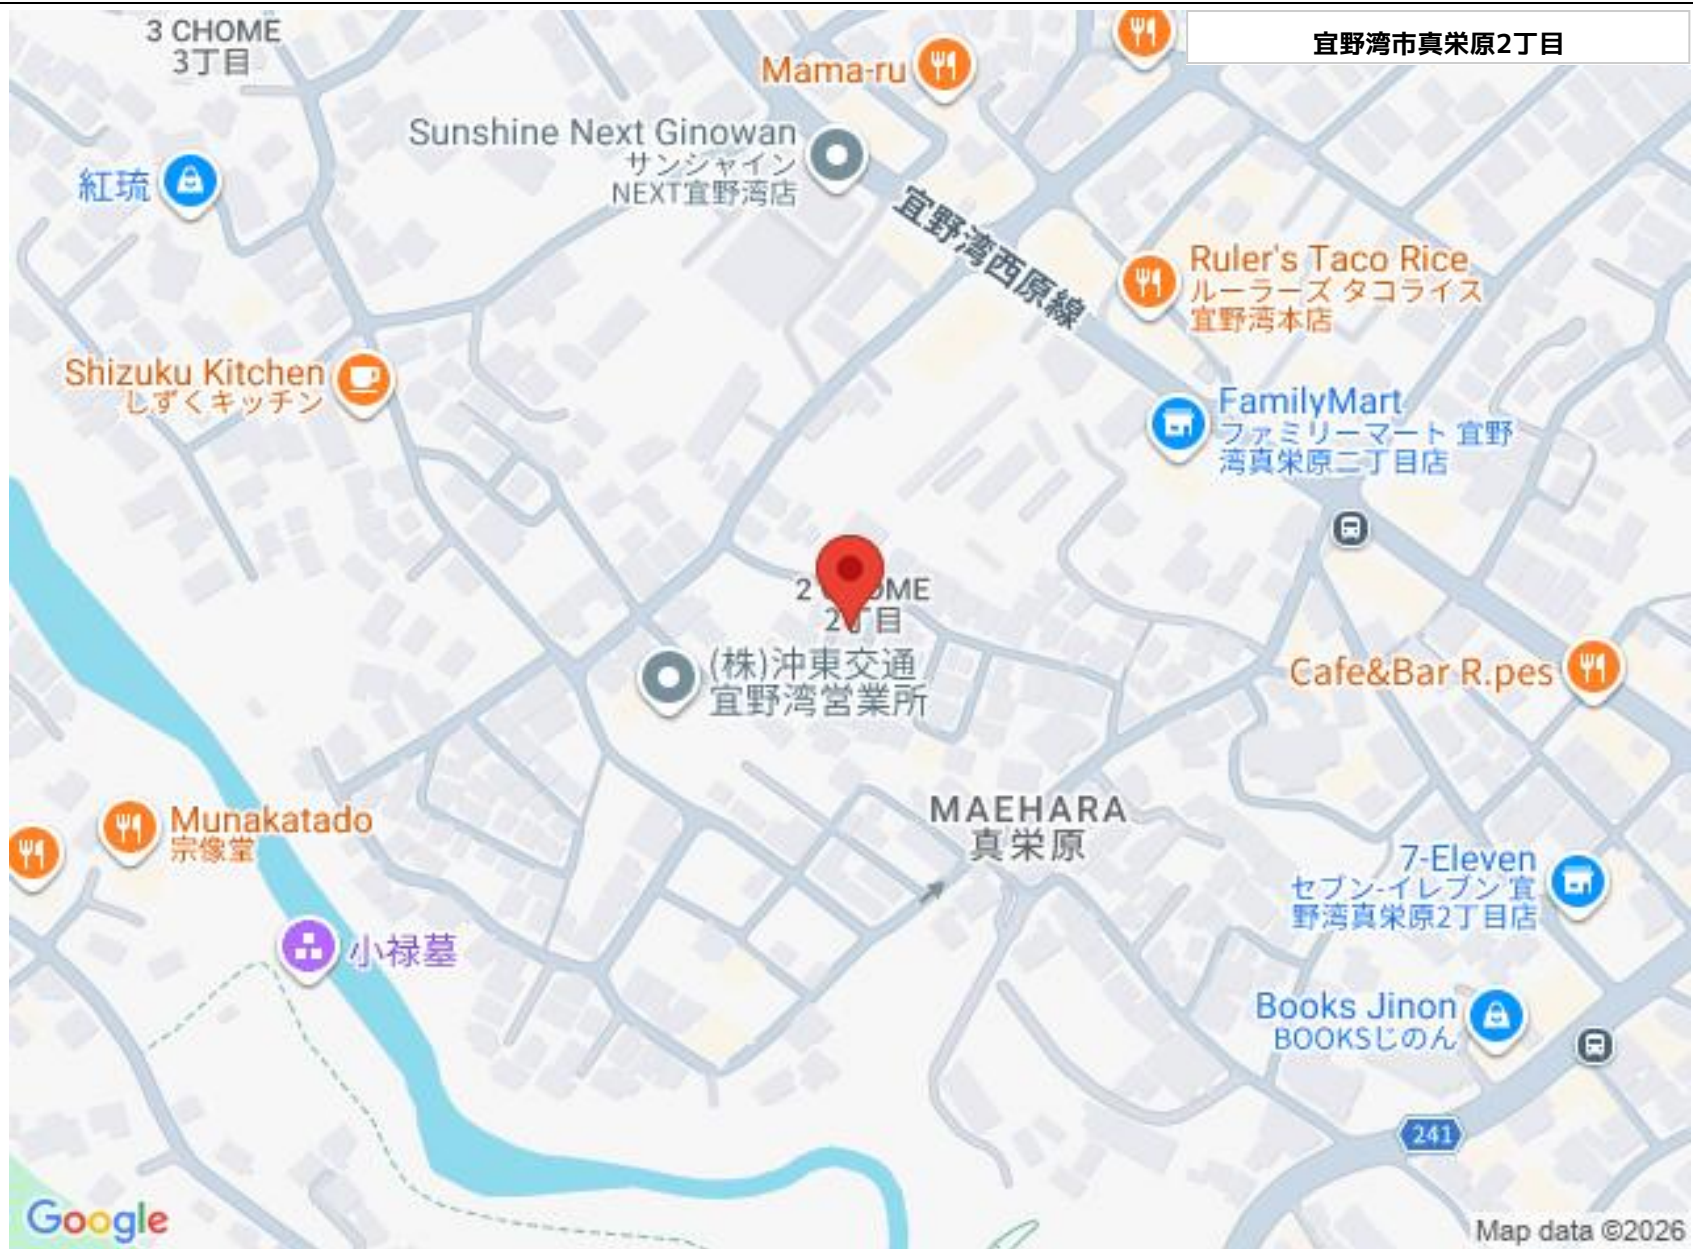 3 CHOME
3丁目
宜野湾市真栄原2丁目
Mama-ru
Sunshine Next Ginowan
サンシャイン
NEXT宜野湾店
紅琉
宜野湾西原線
Ruler's Taco Rice
ルーラーズ タコライス
宜野湾本店
Shizuku Kitchen
しずくキッチン
FamilyMart
ファミリーマート 宜野
湾真栄原二丁目店
2 OME
2丁目
(株)沖東交通
宜野湾営業所
Cafe&Bar R.pes
MAEHARA
真栄原
Munakatado
宗像堂
7-Eleven
セブン-イレブン 宜
野湾真栄原2丁目店
小禄墓
Books Jinon
BOOKSじのん
241
Google
Map data ©2026